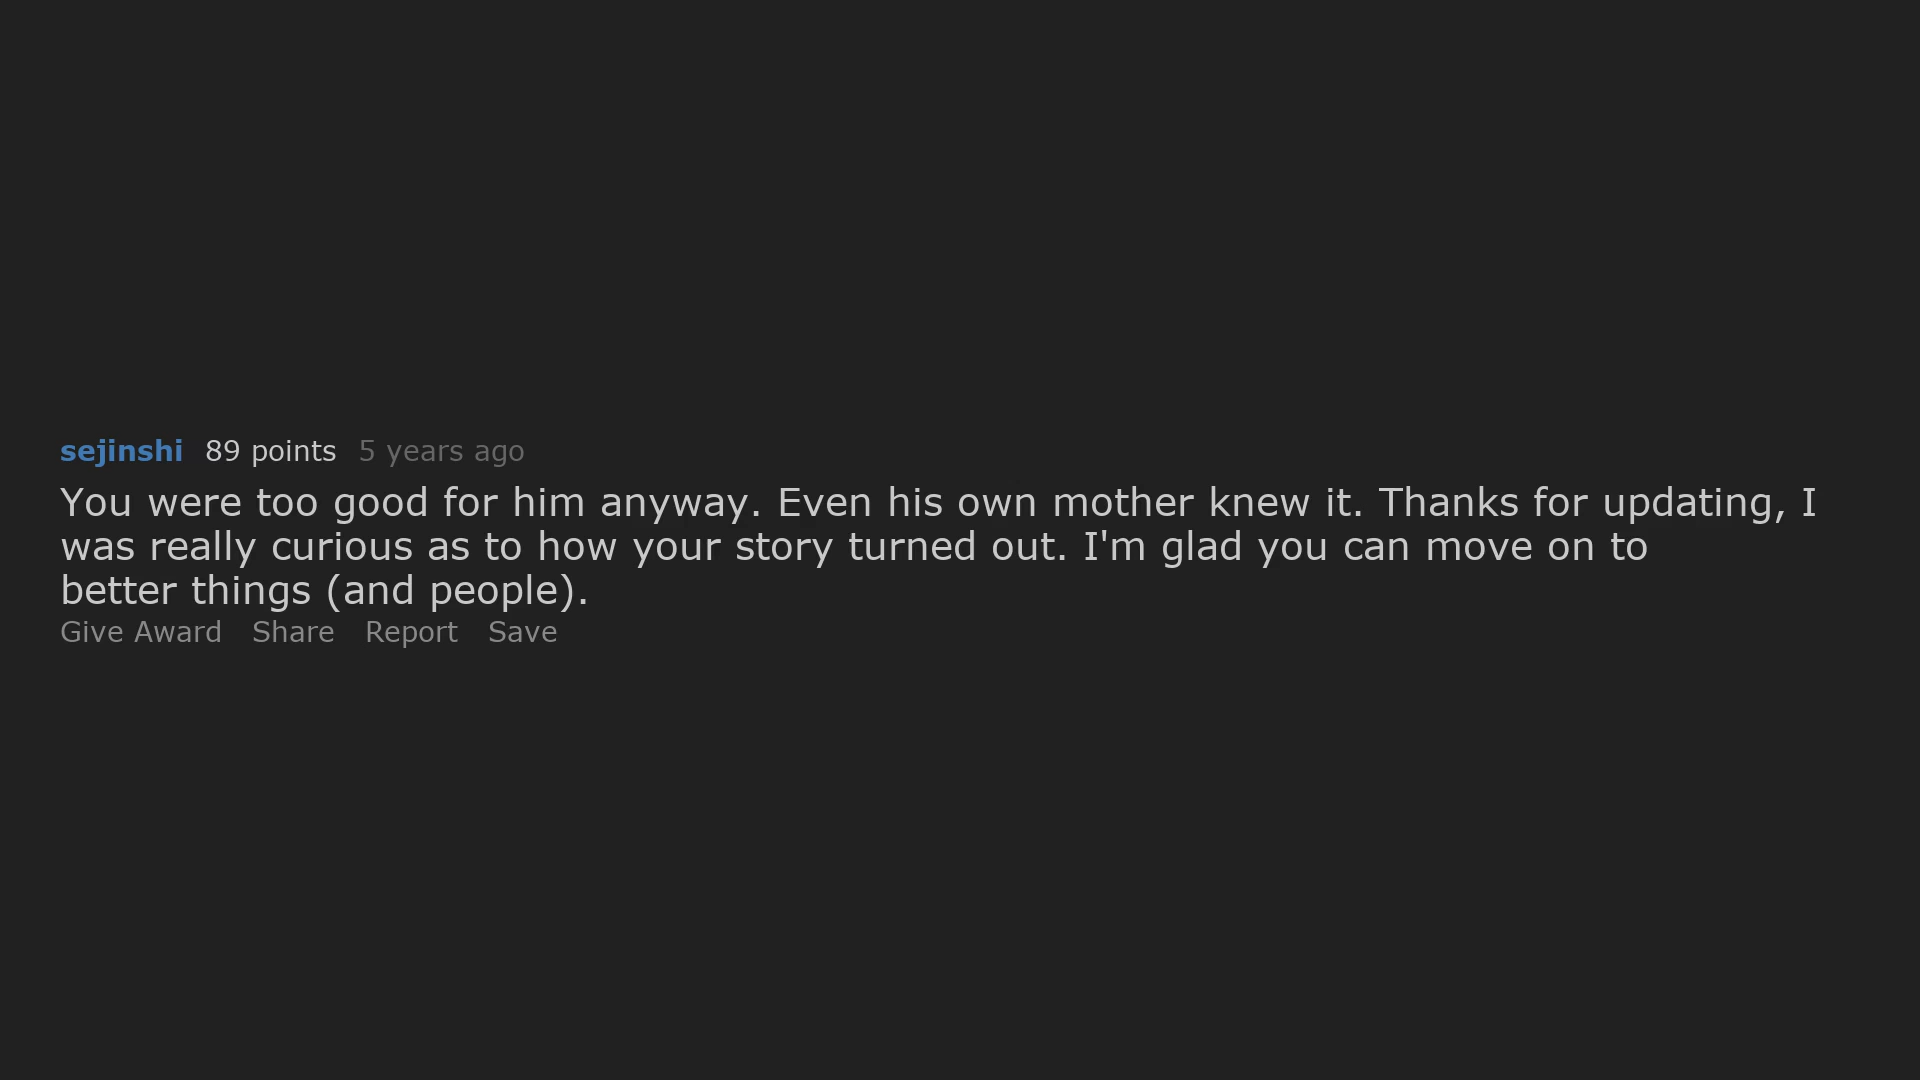 sejinshi 89 points 5 years ago
You were too good for him anyway. Even his own mother knew it. Thanks for updating, I
was really curious as to how your story turned out. I'm glad you can move on to
better things (and people).
Give Award Share Report Save